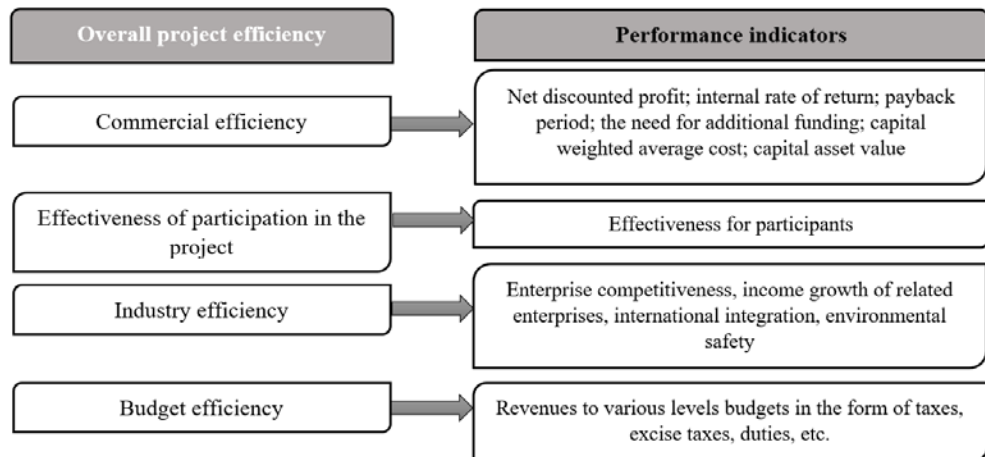 Overall project efficiency
Performance indicators
Commercial efficiency
Net discounted profit; internal rate of return; payback
period; the need for additional funding; capital
weighted average cost; capital asset value
Effectiveness of participation in the
project
Effectiveness for participants
Industry efficiency
Enterprise competitiveness, income growth of related
enterprises, international integration, environmental
safety
Budget efficiency
Revenues to various levels budgets in the form of taxes,
excise taxes, duties, etc.